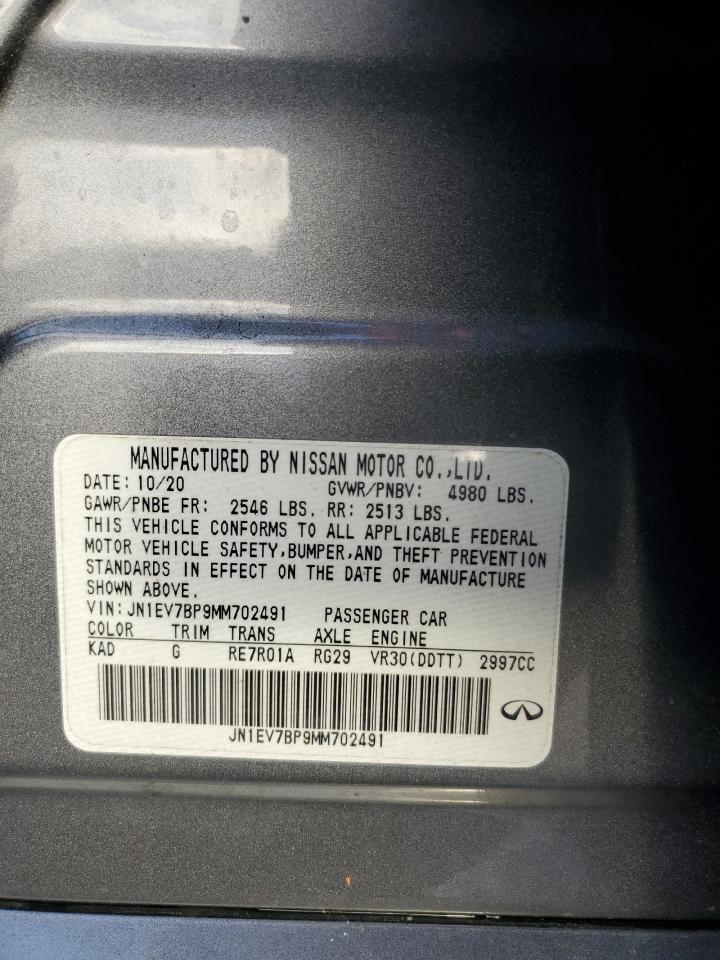 MANUFACTURED BY NISSAN MOTOR CO.,LTD.
DATE: 10/20 GVWR/PNBV: 4980 LBS.
GAWR/PNBE FR: 2546 LBS. RR: 2513 LBS.
THIS VEHICLE CONFORMS TO ALL APPLICABLE FEDERAL
MOTOR VEHICLE SAFETY,BUMPER,AND THEFT PREVENTION
STANDARDS IN EFFECT ON THE DATE OF MANUFACTURE
SHOWN ABOVE.
VIN:JN1EV7BP9MM702491 PASSENGER CAR
COLOR TRIM TRANS AXLE ENGINE
KAD G RE7R01A RG29 VR30(DDTT) 2997CC
JN1EV7BP9MM702491